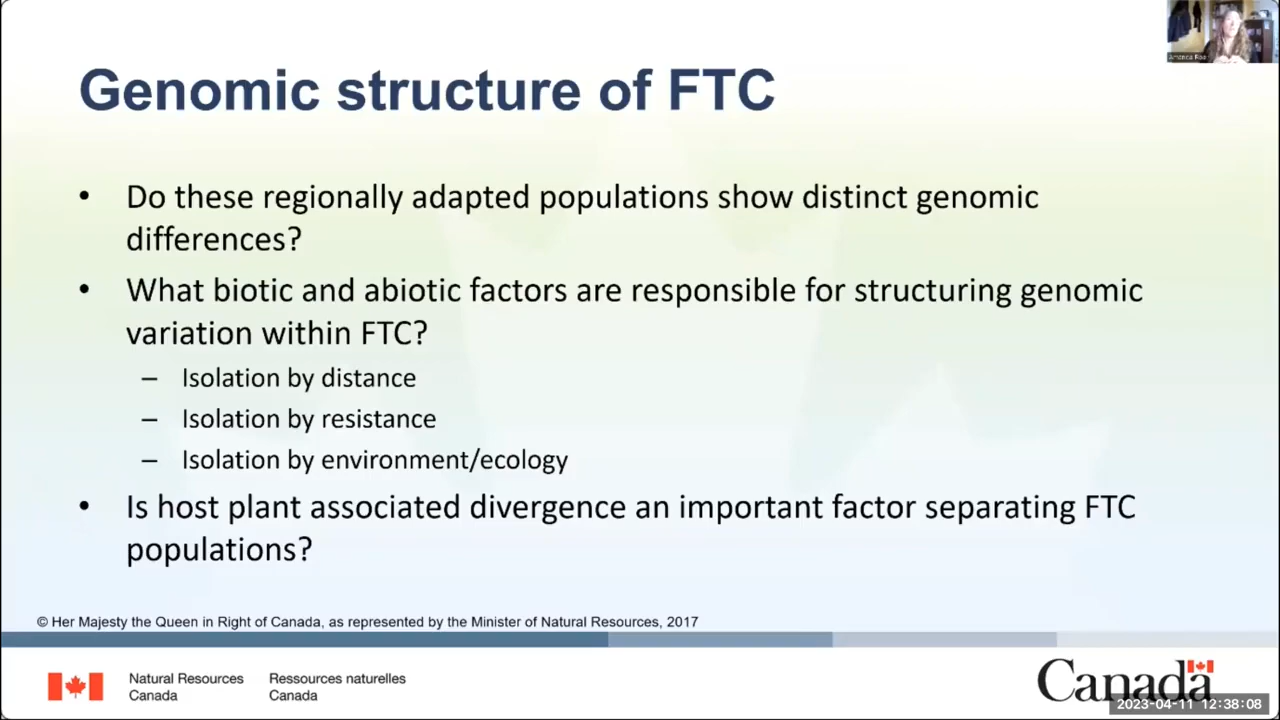 Genomic structure of FTC
• Do these regionally adapted populations show distinct genomic
differences?
• What biotic and abiotic factors are responsible for structuring genomic
variation within FTC?
– Isolation by distance
– Isolation by resistance
– Isolation by environment/ecology
• Is host plant associated divergence an important factor separating FTC
populations?
© Her Majesty the Queen in Right of Canada, as represented by the Minister of Natural Resources, 2017
Natural Resources
Canada
Ressources naturelles
Canada
Canada
2023-04-11 12:38:08
Amanda Roe